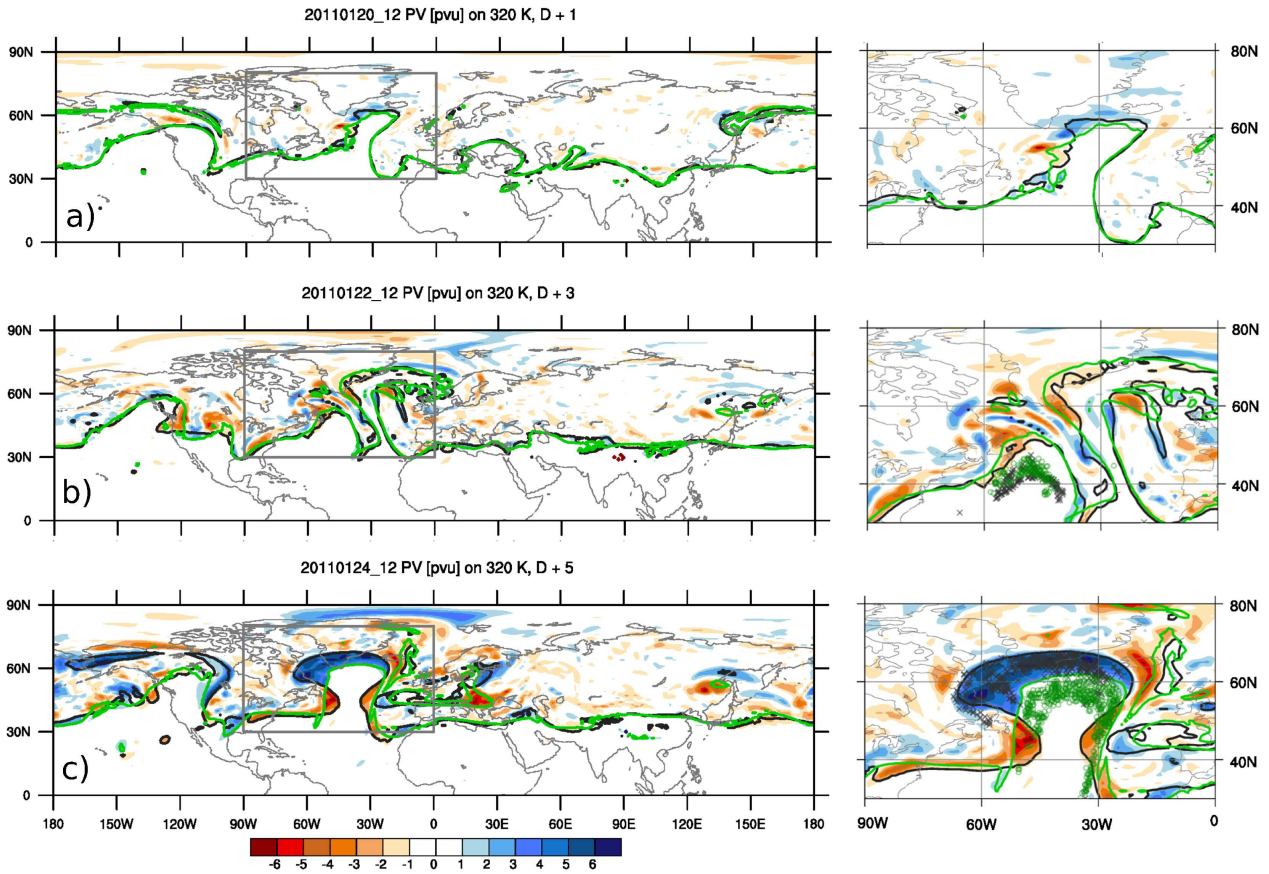 20110120_12 PV [pvu] on 320 K, D + 1
90N
60N
30N
0
a)
80N
60N
40N
20110122_12 PV [pvu] on 320 K, D + 3
90N
60N
30N
0
b)
80N
60N
40N
20110124_12 PV [pvu] on 320 K, D + 5
90N
60N
30N
0
c)
80N
60N
40N
180 150W 120W 90W 60W 30W 0 30E 60E 90E 120E 150E 180
90W 60W 30W 0
-6 -5 -4 -3 -2 -1 0 1 2 3 4 5 6